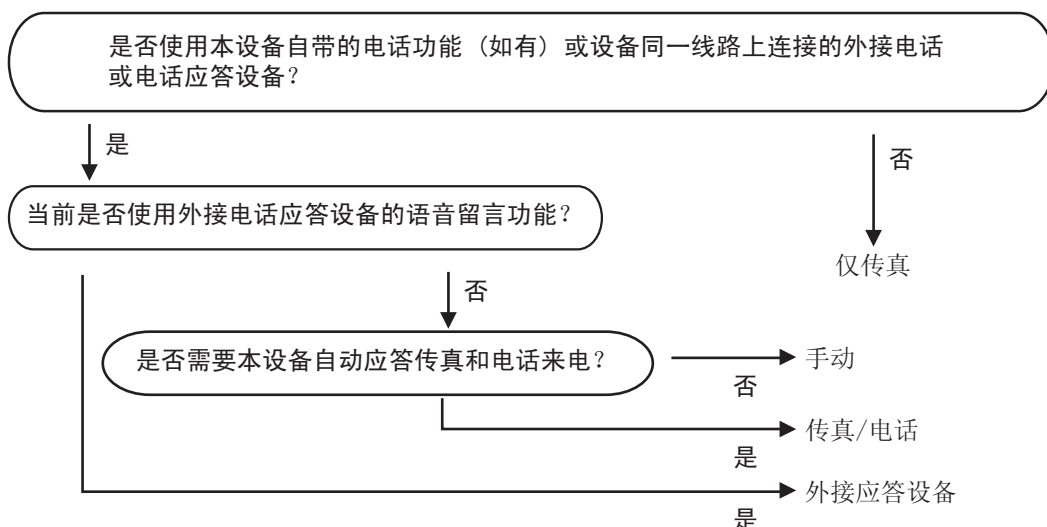 是否使用本设备自带的电话功能（如有）或设备同一线路上连接的外接电话
或电话应答设备？
是
否
当前是否使用外接电话应答设备的语音留言功能？
仅传真
否
是否需要本设备自动应答传真和电话来电？
手动
否
传真/电话
是
外接应答设备
是